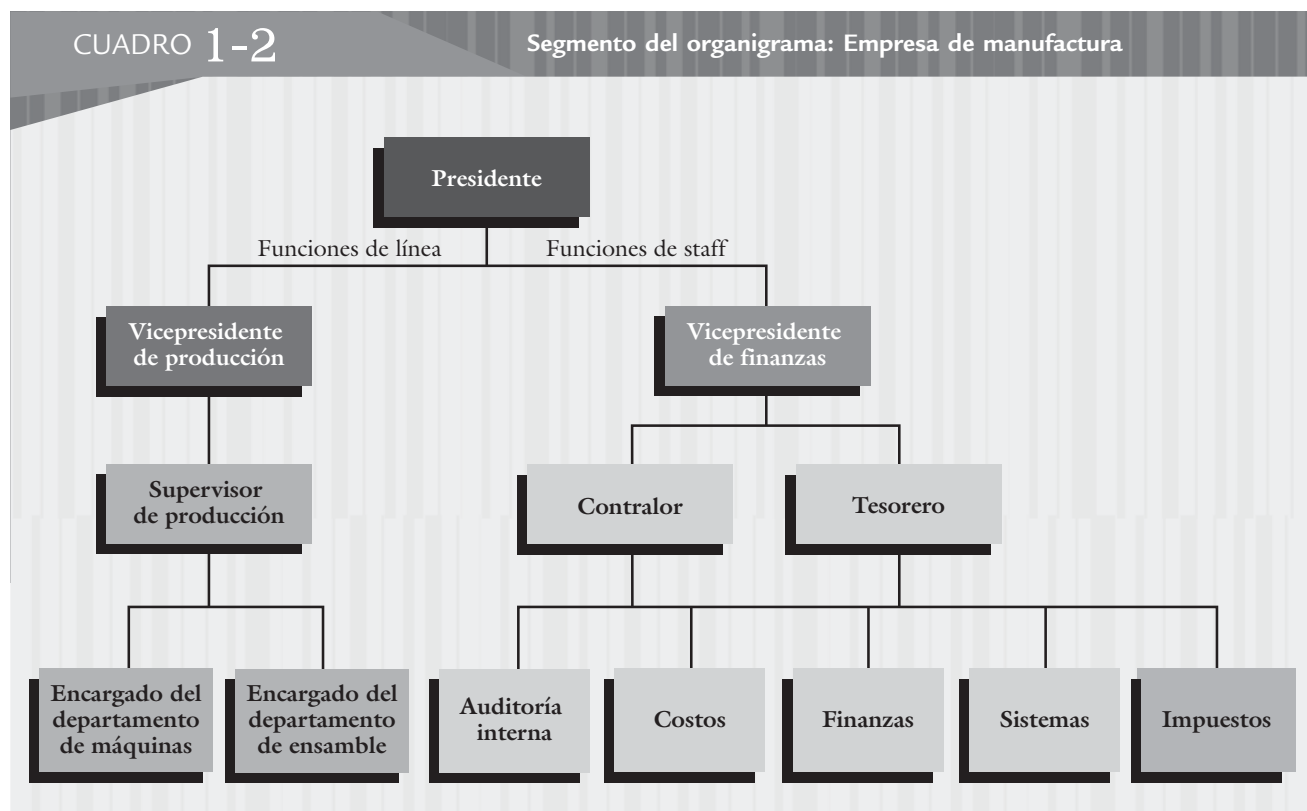 CUADRO 1-2
Segmento del organigrama: Empresa de manufactura
Presidente
Funciones de línea
Funciones de staff
Vicepresidente
de producción
Vicepresidente
de finanzas
Supervisor
de producción
Contralor
Tesorero
Encargado del
departamento
de máquinas
Encargado del
departamento
de ensamble
Auditoría
interna
Costos
Finanzas
Sistemas
Impuestos